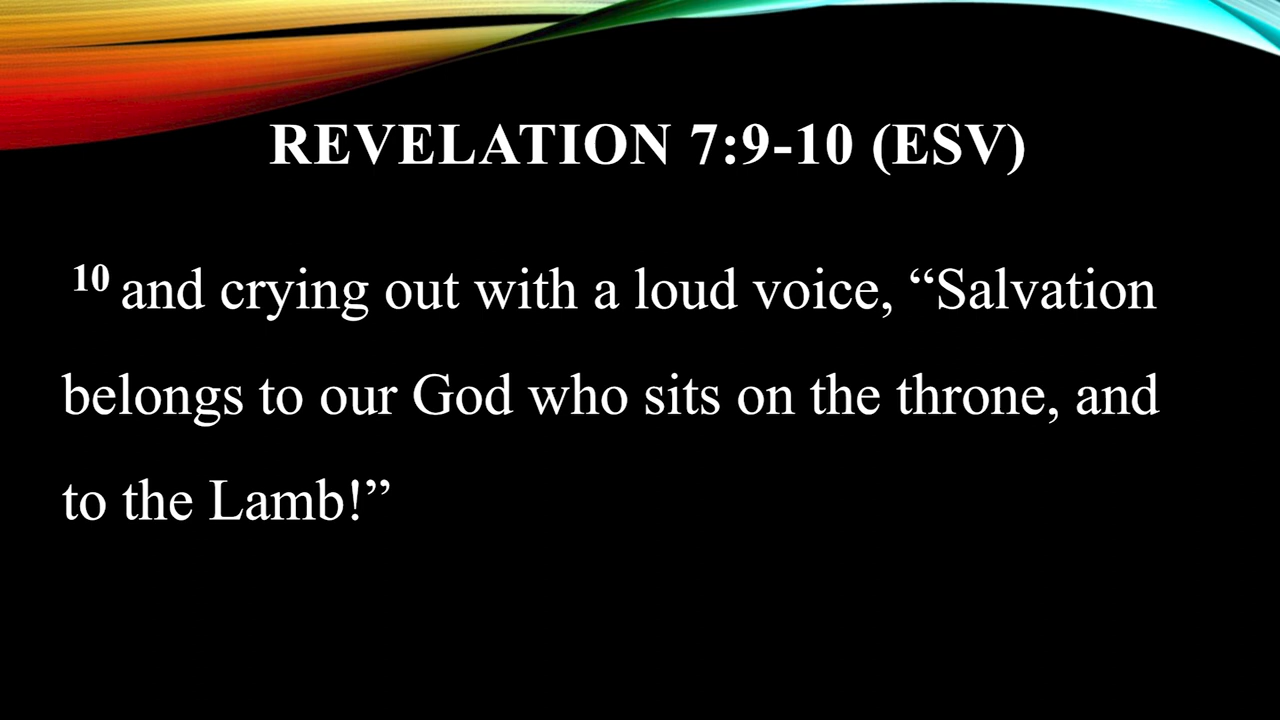 REVELATION 7:9-10 (ESV)
10 and crying out with a loud voice, “Salvation
belongs to our God who sits on the throne, and
to the Lamb!”